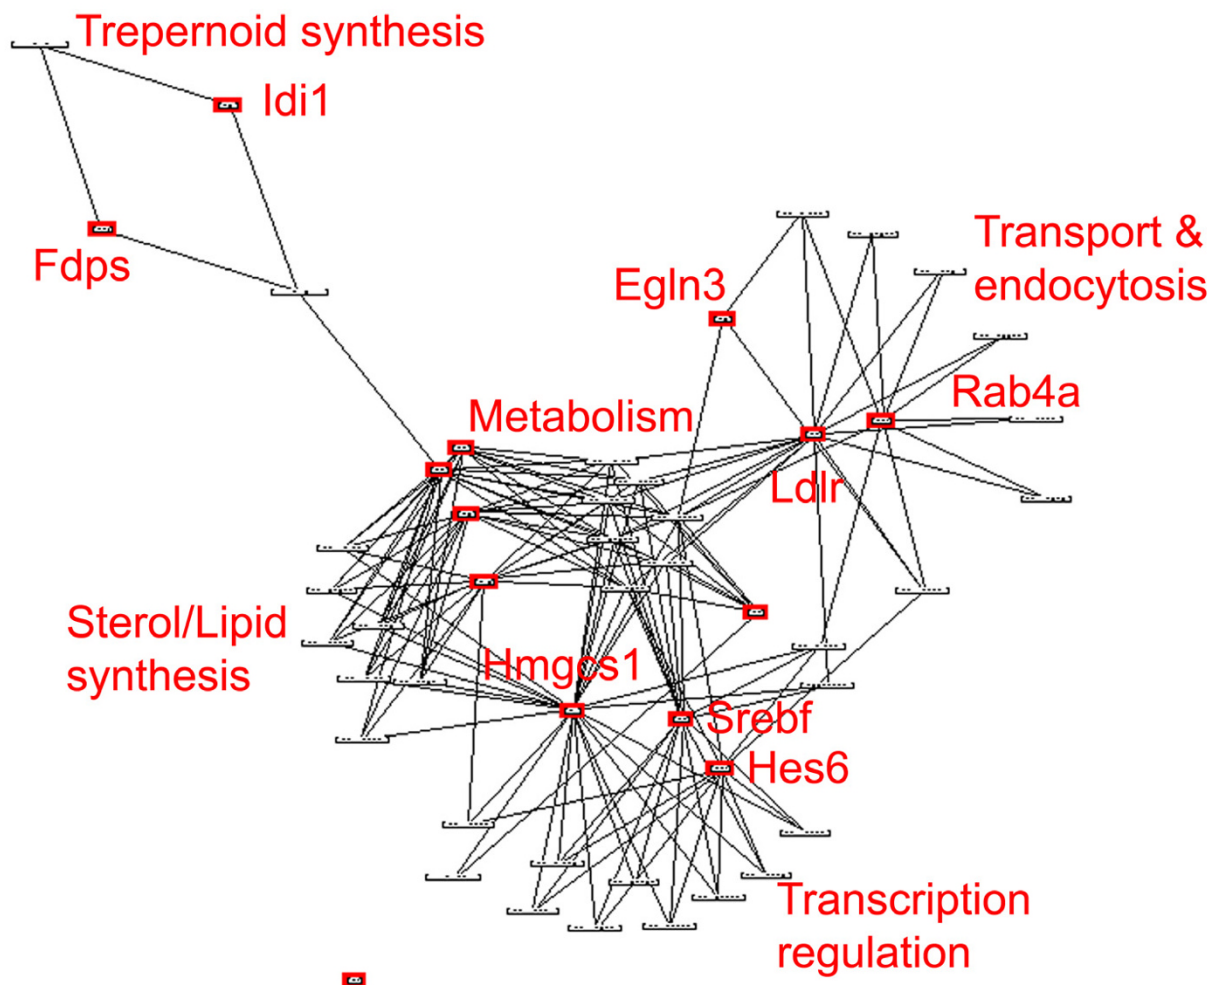 Trepernoid synthesis
Idi1
Fdps
Transport &
endocytosis
Egln3
Rab4a
Metabolism
Ldlr
Sterol/Lipid
synthesis
Hmgcs1
Srebf
Hes6
Transcription
regulation